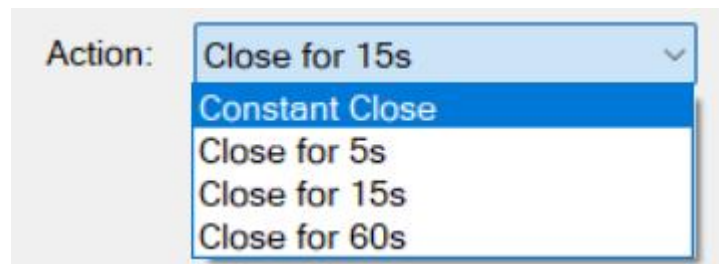 Action: Close for 15s
Constant Close
Close for 5s
Close for 15s
Close for 60s